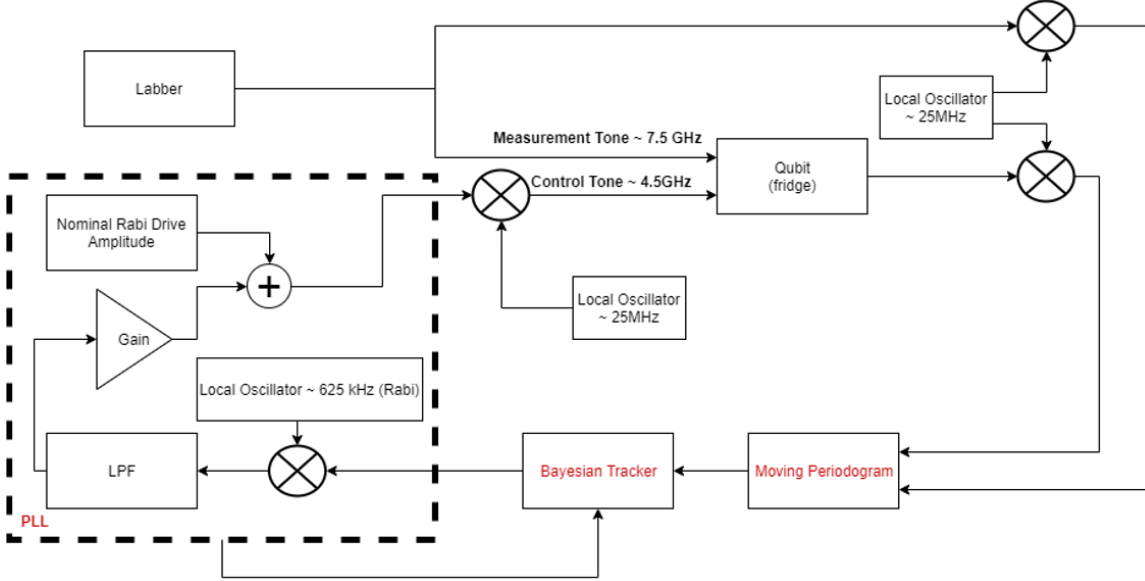 Labber
Local Oscillator
~ 25MHz
Measurement Tone ~ 7.5 GHz
Control Tone ~ 4.5GHz
Qubit
(fridge)
Nominal Rabi Drive
Amplitude
+
Gain
Local Oscillator
~ 25MHz
Local Oscillator ~ 625 kHz (Rabi)
LPF
Bayesian Tracker
Moving Periodogram
PLL